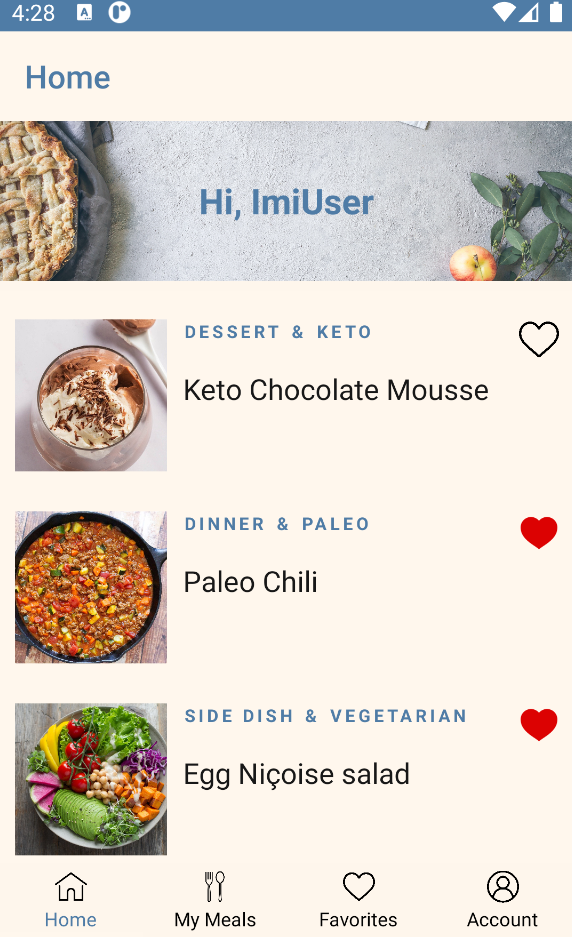 4:28
Home
Hi, ImiUser
DESSERT & KETO
Keto Chocolate Mousse
DINNER & PALEO
Paleo Chili
SIDE DISH & VEGETARIAN
Egg Niçoise salad
Home
My Meals
Favorites
Account